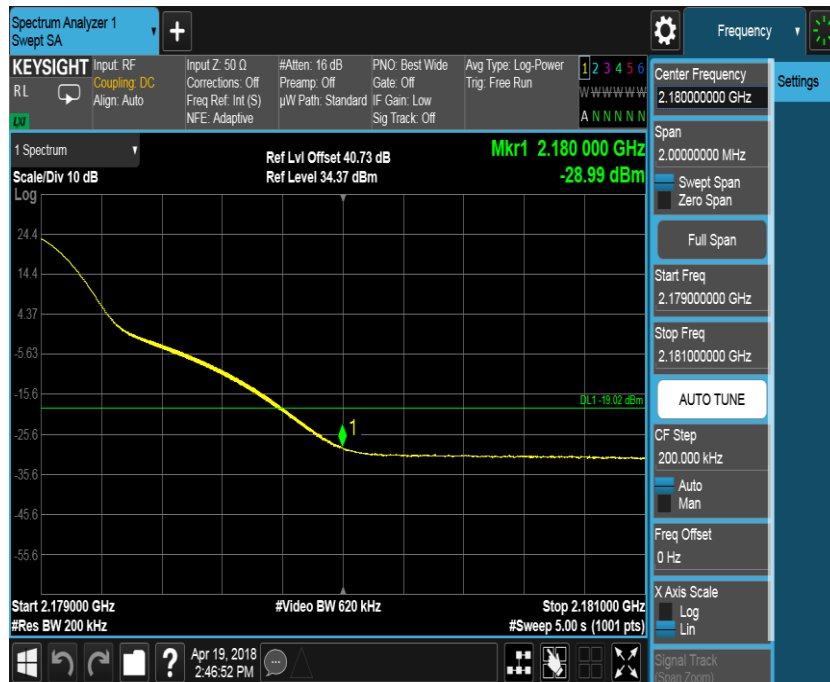 Spectrum Analyzer 1
Swept SA
Frequency
KEYSIGHT
RL
LXI
Input: RF
Coupling: DC
Align: Auto
Input Z: 50 Ω
Corrections: Off
Freq Ref: Int (S)
NFE: Adaptive
#Atten: 16 dB
Preamp: Off
µW Path: Standard
PNO: Best Wide
Gate: Off
IF Gain: Low
Sig Track: Off
Avg Type: Log-Power
Trig: Free Run
1 2 3 4 5 6
W W W W W W
A N N N N N
1 Spectrum
Scale/Div 10 dB
Log
Ref Lvl Offset 40.73 dB
Ref Level 34.37 dBm
Mkr1 2.180 000 GHz
-28.99 dBm
24.4
14.4
4.37
-5.63
-15.6
-25.6
-35.6
-45.6
-55.6
DL1 -19.02 dBm
1
Start 2.179000 GHz
#Res BW 200 kHz
#Video BW 620 kHz
Stop 2.181000 GHz
#Sweep 5.00 s (1001 pts)
Center Frequency
2.180000000 GHz
Settings
Span
2.00000000 MHz
Swept Span
Zero Span
Full Span
Start Freq
2.179000000 GHz
Stop Freq
2.181000000 GHz
AUTO TUNE
CF Step
200.000 kHz
Auto
Man
Freq Offset
0 Hz
X Axis Scale
Log
Lin
Signal Track
(Span Zoom)
?
Apr 19, 2018
2:46:52 PM